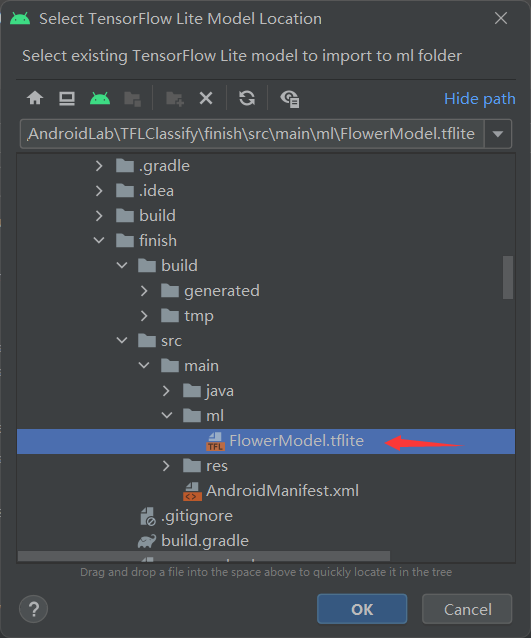 Select TensorFlow Lite Model Location
Select existing TensorFlow Lite model to import to ml folder
Hide path
AndroidLab\TFLClassify\finish\src\main\ml\FlowerModel.tflite
.gradle
.idea
build
finish
build
generated
tmp
src
main
java
ml
TFL FlowerModel.tflite
res
AndroidManifest.xml
.gitignore
build.gradle
Drag and drop a file into the space above to quickly locate it in the tree
? OK Cancel